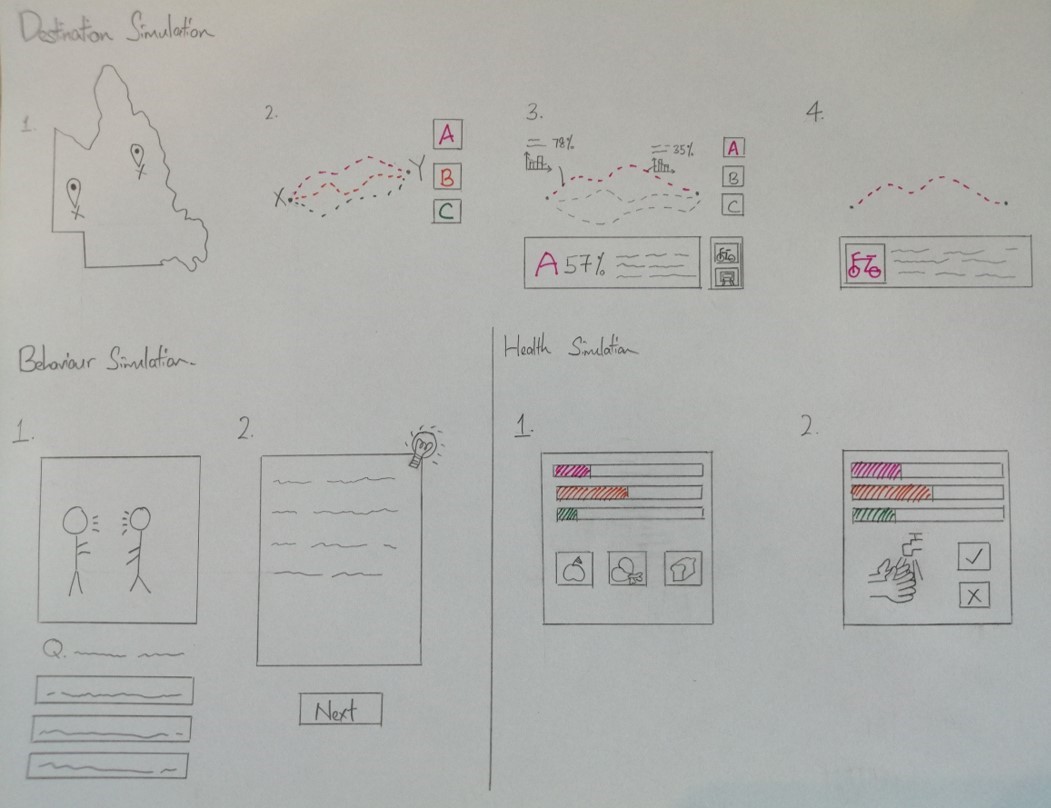 Destination Simulation
1.
X
X
2.
X
Y
A
B
C
3.
78%
35%
A
B
C
A 57%
4.
Behaviour Simulation.
1.
Q.
2.
Next
Health Simulation
1.
2.
X